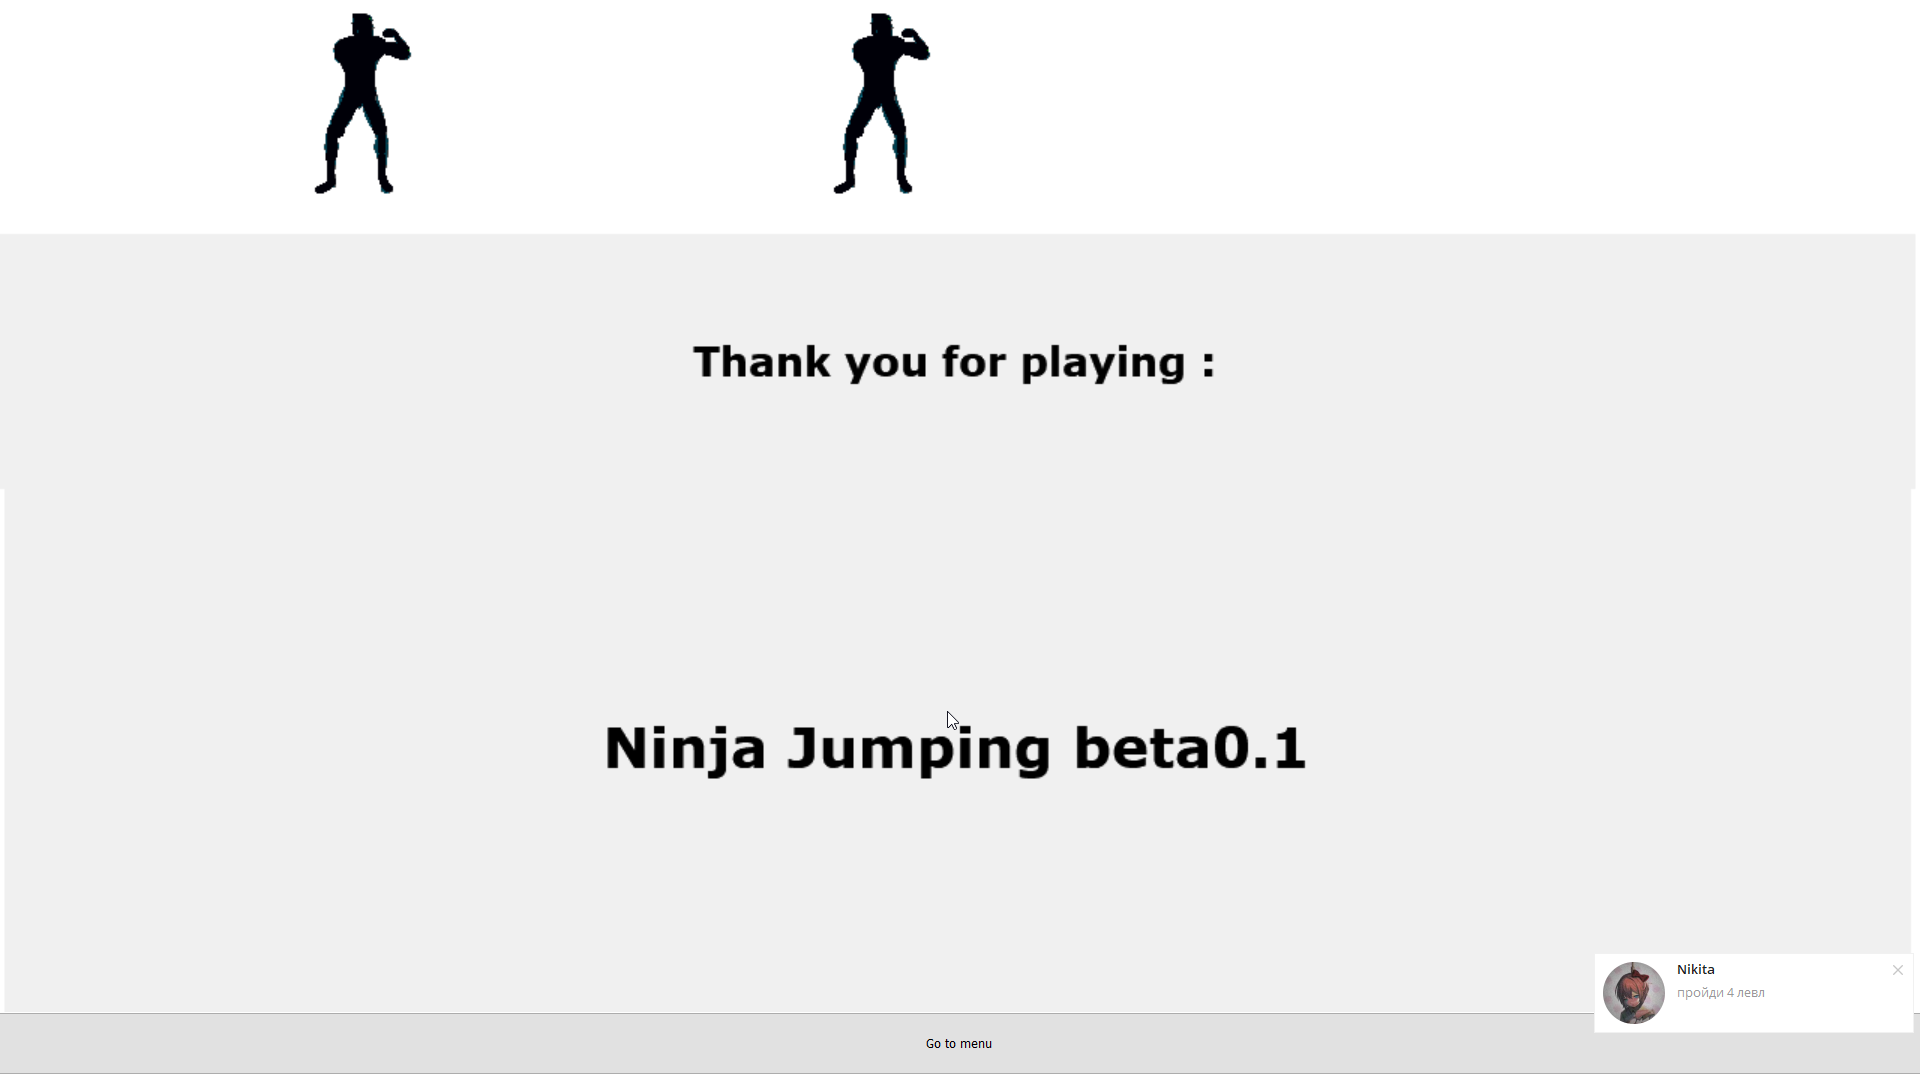 Thank you for playing :
Ninja Jumping beta0.1
Nikita
пройди 4 левл
Go to menu